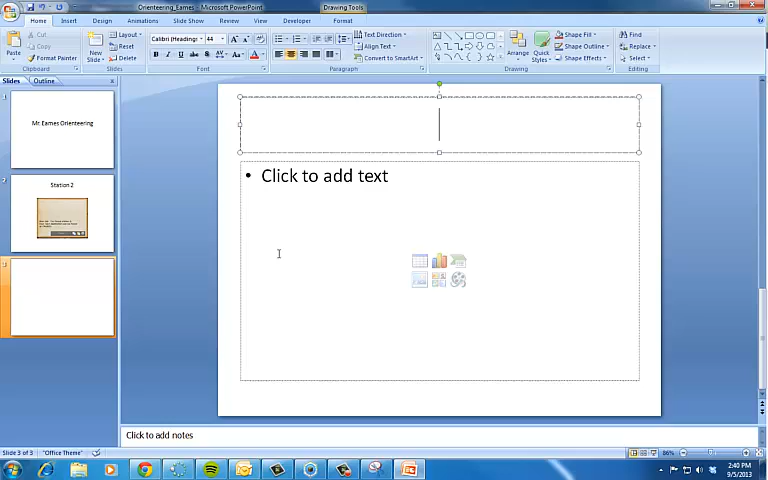 Orienteering_Eames - Microsoft PowerPoint
Drawing Tools
Home
Insert
Design
Animations
Slide Show
Review
View
Developer
Format
Paste
Cut
Copy
Format Painter
Clipboard
New Slide
Layout
Reset
Delete
Slides
Calibri (Headings)
44
Font
Text Direction
Align Text
Convert to SmartArt
Paragraph
Arrange
Quick Styles
Shape Fill
Shape Outline
Shape Effects
Drawing
Find
Replace
Select
Editing
Slides
Outline
1
Mr. Eames Orienteering
2
Station 2
3
• Click to add text
Click to add notes
Slide 3 of 3
"Office Theme"
86%
2:40 PM
9/5/2013